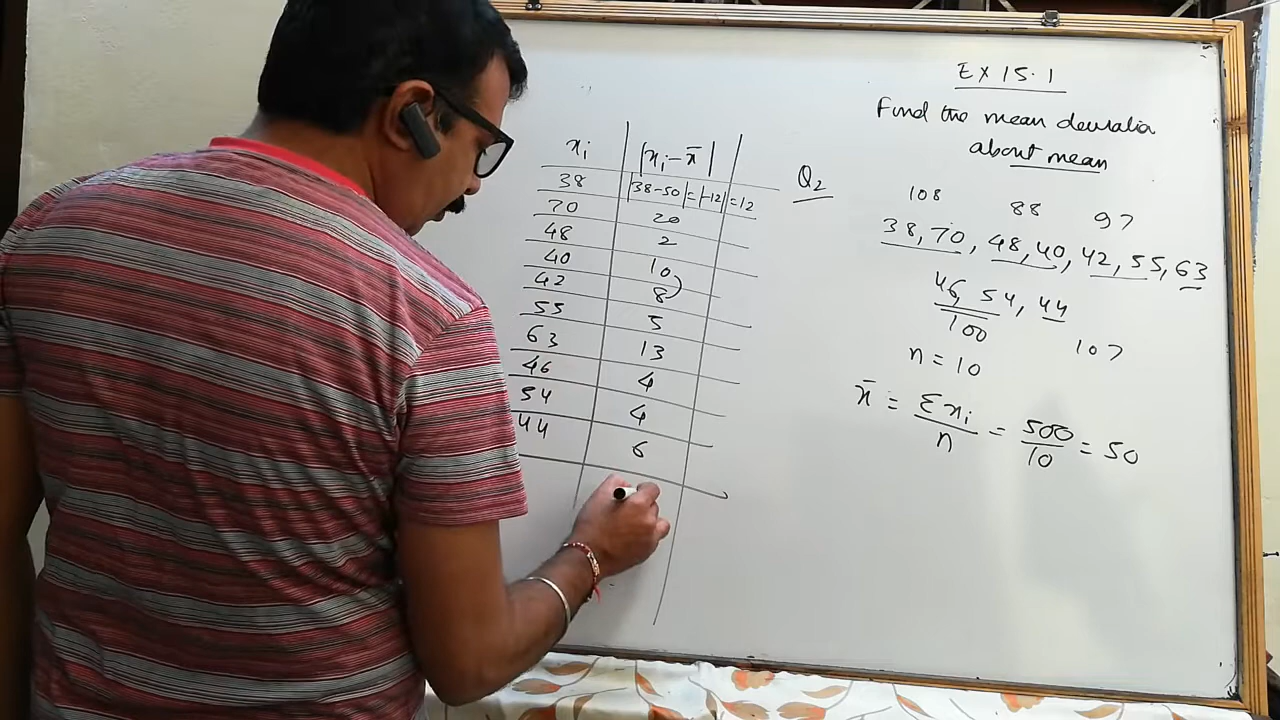 Ex 15.1
Find the mean deviation
about mean
Q2
108 88 97
38, 70, 48, 40, 42, 55, 63
46, 54, 44
100
107
n = 10
x̄ = Σxi / n = 500 / 10 = 50
xi |xi - x̄|
38 |38-50| = |-12| = 12
70 20
48 2
40 10
42 8
55 5
63 13
46 4
54 4
44 6